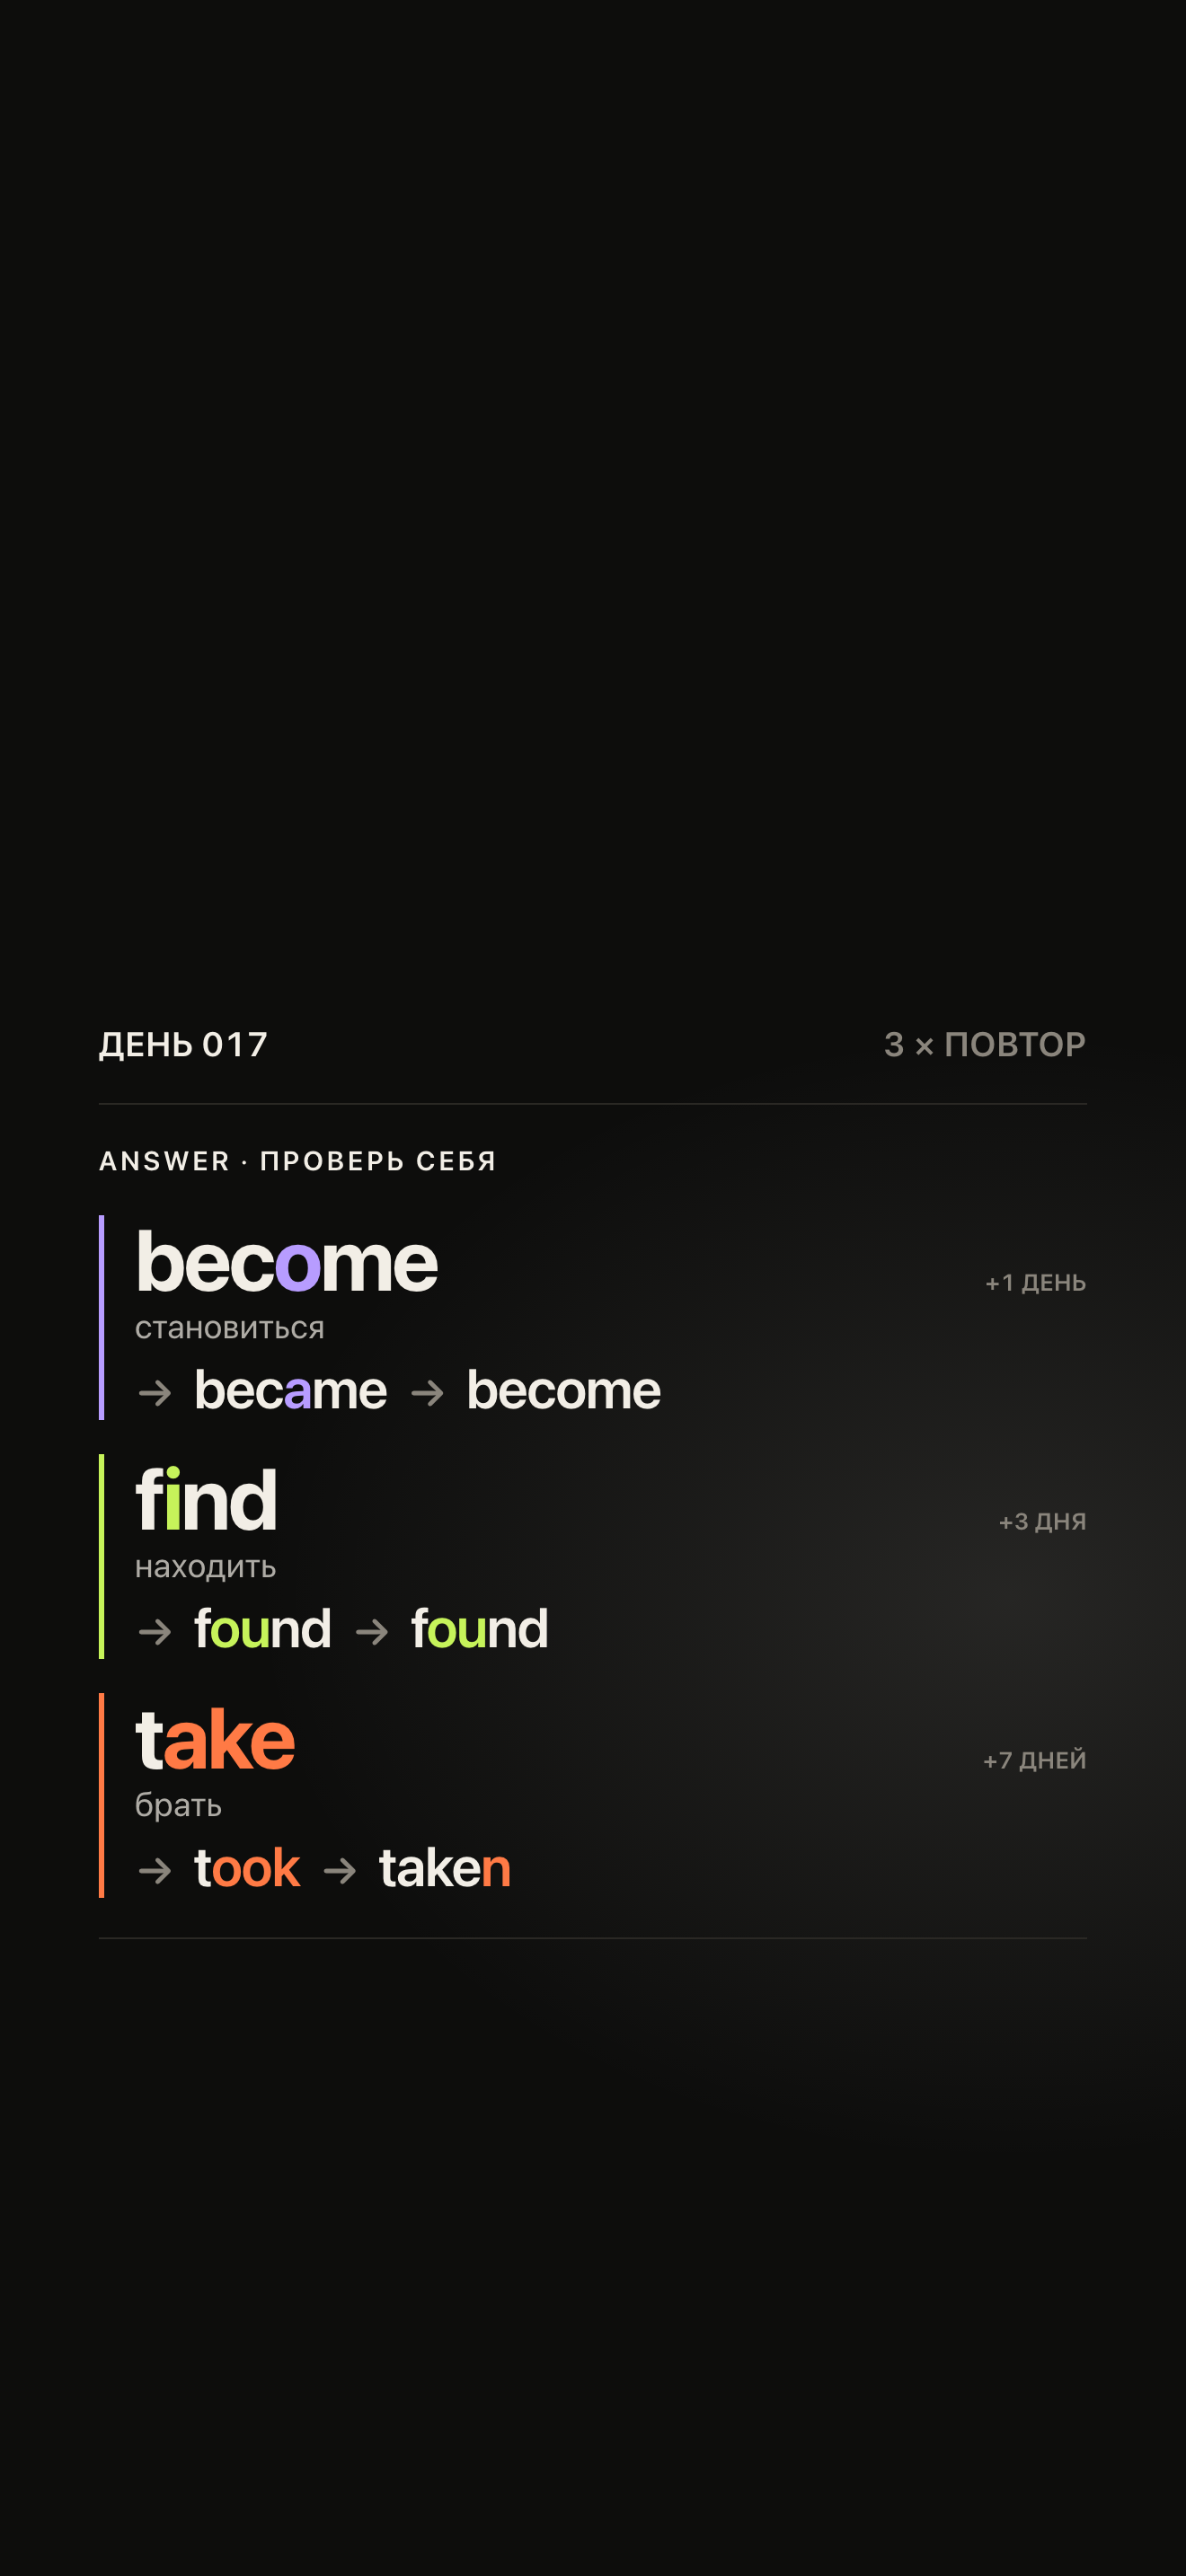 ДЕНЬ 017 3 × ПОВТОР
ANSWER · ПРОВЕРЬ СЕБЯ
become
+1 ДЕНЬ
становиться
→ became → become
find
+3 ДНЯ
находить
→ found → found
take
+7 ДНЕЙ
брать
→ took → taken